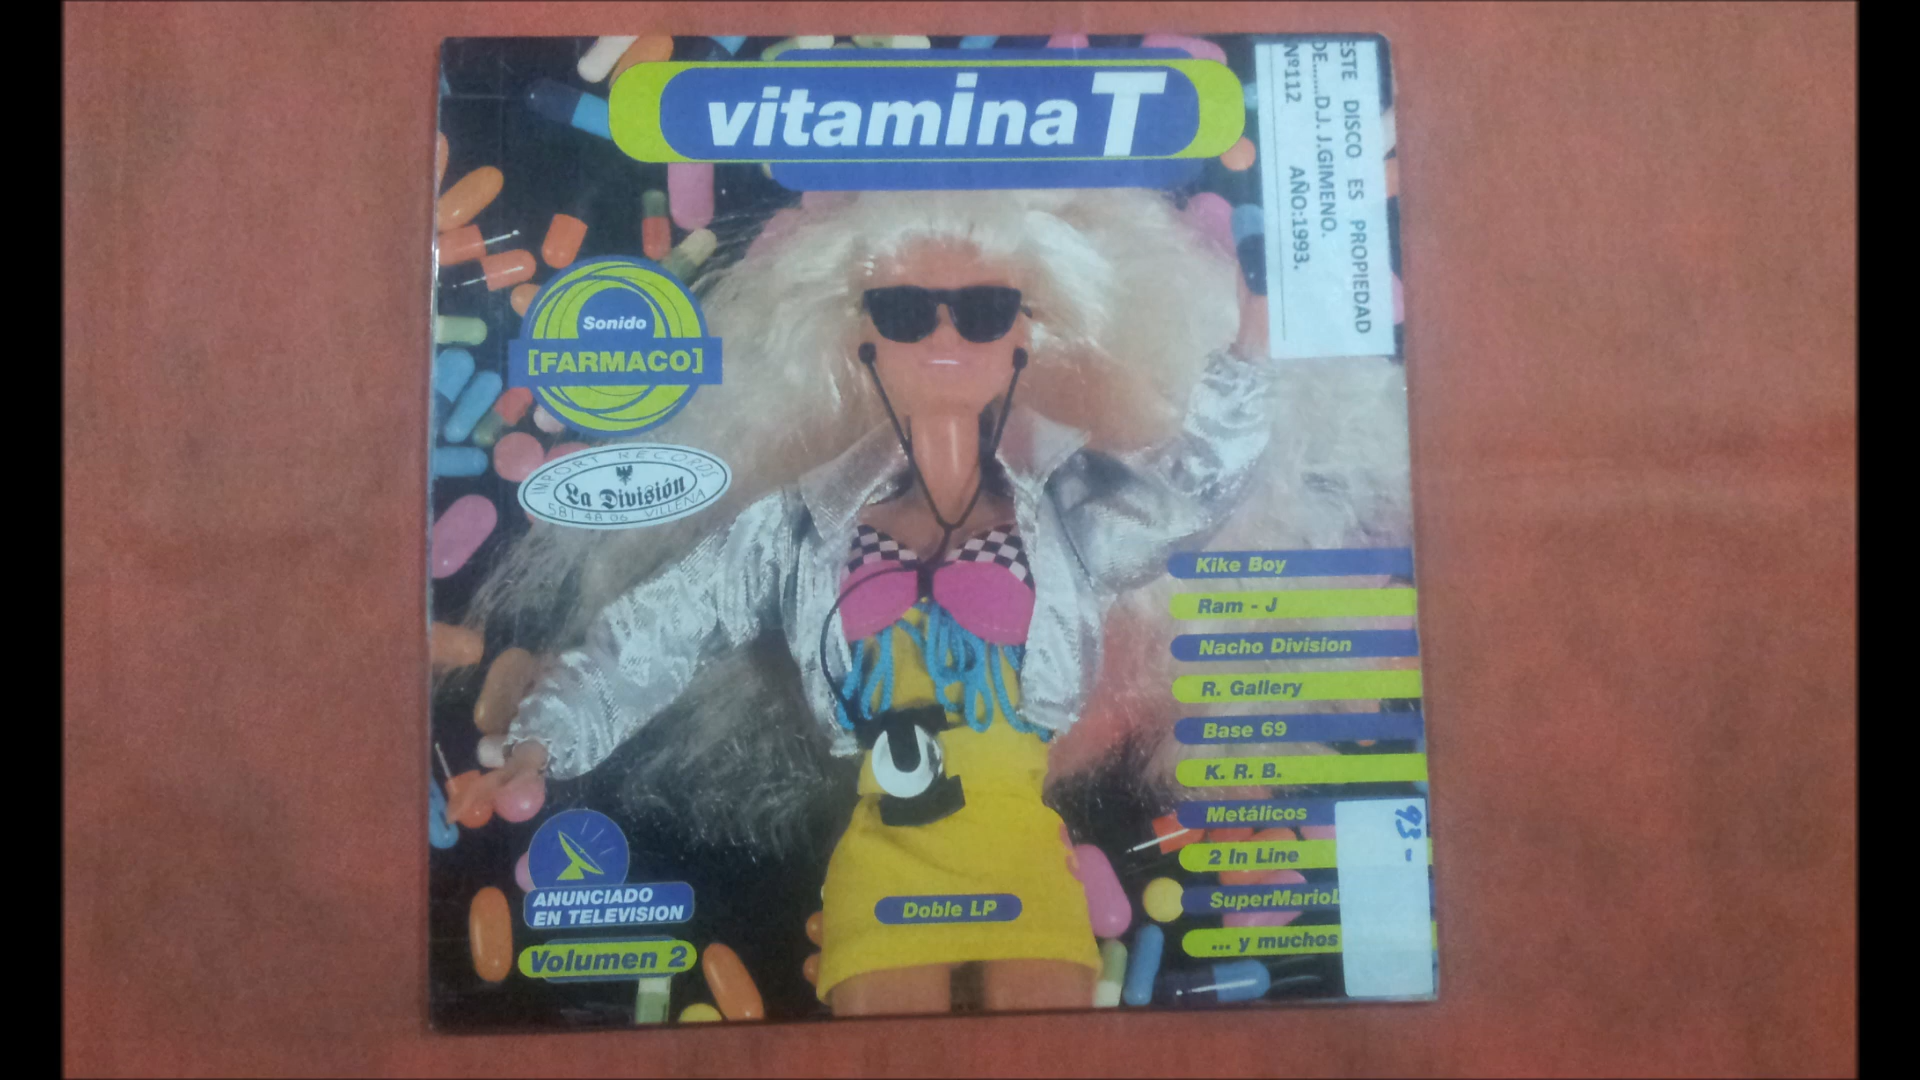 vitamina T
ESTE DISCO ES PROPIEDAD
DE......D.J. J.GIMENO.
Nº112 AÑO:1993.
Sonido
[FARMACO]
IMPORT RECORDS
La División
581 48 06 VILLENA
Kike Boy
Ram - J
Nacho Division
R. Gallery
Base 69
K. R. B.
Metálicos
2 In Line
SuperMarioL
... y muchos
93-
ANUNCIADO
EN TELEVISION
Volumen 2
Doble LP